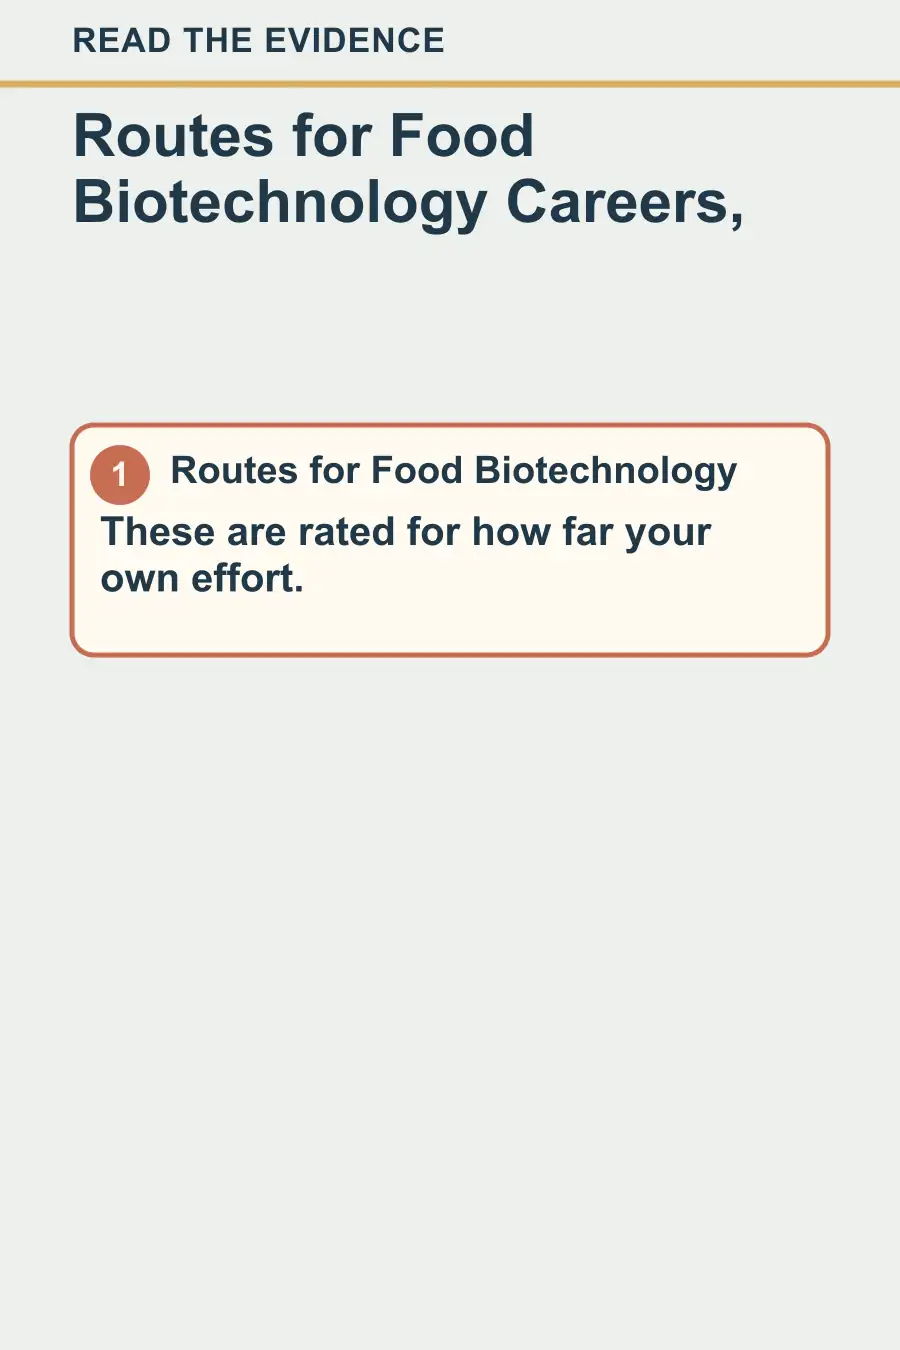 READ THE EVIDENCE
Routes for Food
Biotechnology Careers,
1 Routes for Food Biotechnology
These are rated for how far your
own effort.